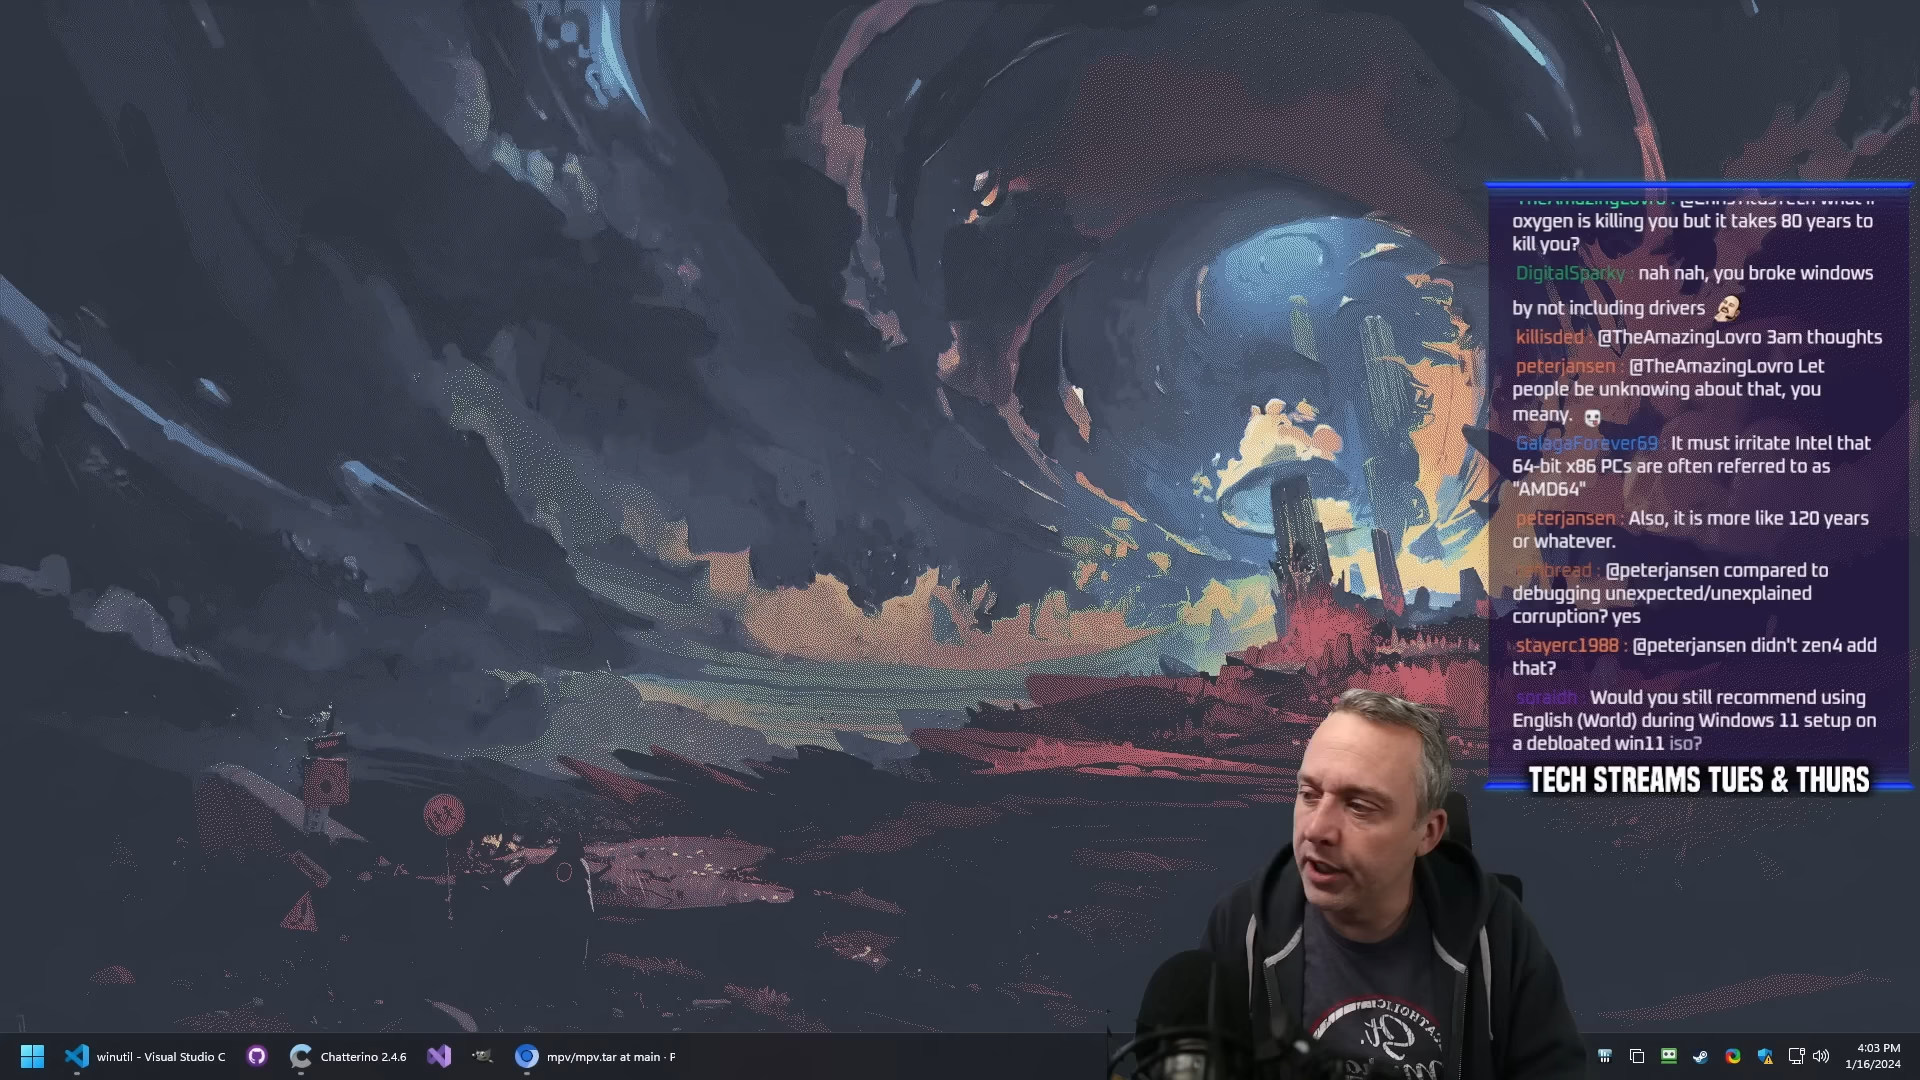 oxygen is killing you but it takes 80 years to
kill you?
DigitalSparky : nah nah, you broke windows
by not including drivers
killisded : @TheAmazingLovro 3am thoughts
peterjansen : @TheAmazingLovro Let
people be unknowing about that, you
meany.
GalagaForever69 : It must irritate Intel that
64-bit x86 PCs are often referred to as
"AMD64"
peterjansen : Also, it is more like 120 years
or whatever.
: @peterjansen compared to
debugging unexpected/unexplained
corruption? yes
stayerc1988 : @peterjansen didn't zen4 add
that?
spraidh : Would you still recommend using
English (World) during Windows 11 setup on
a debloated win11 iso?
TECH STREAMS TUES & THURS
winutil - Visual Studio C
Chatterino 2.4.6
mpv/mpv.tar at main · P
4:03 PM
1/16/2024